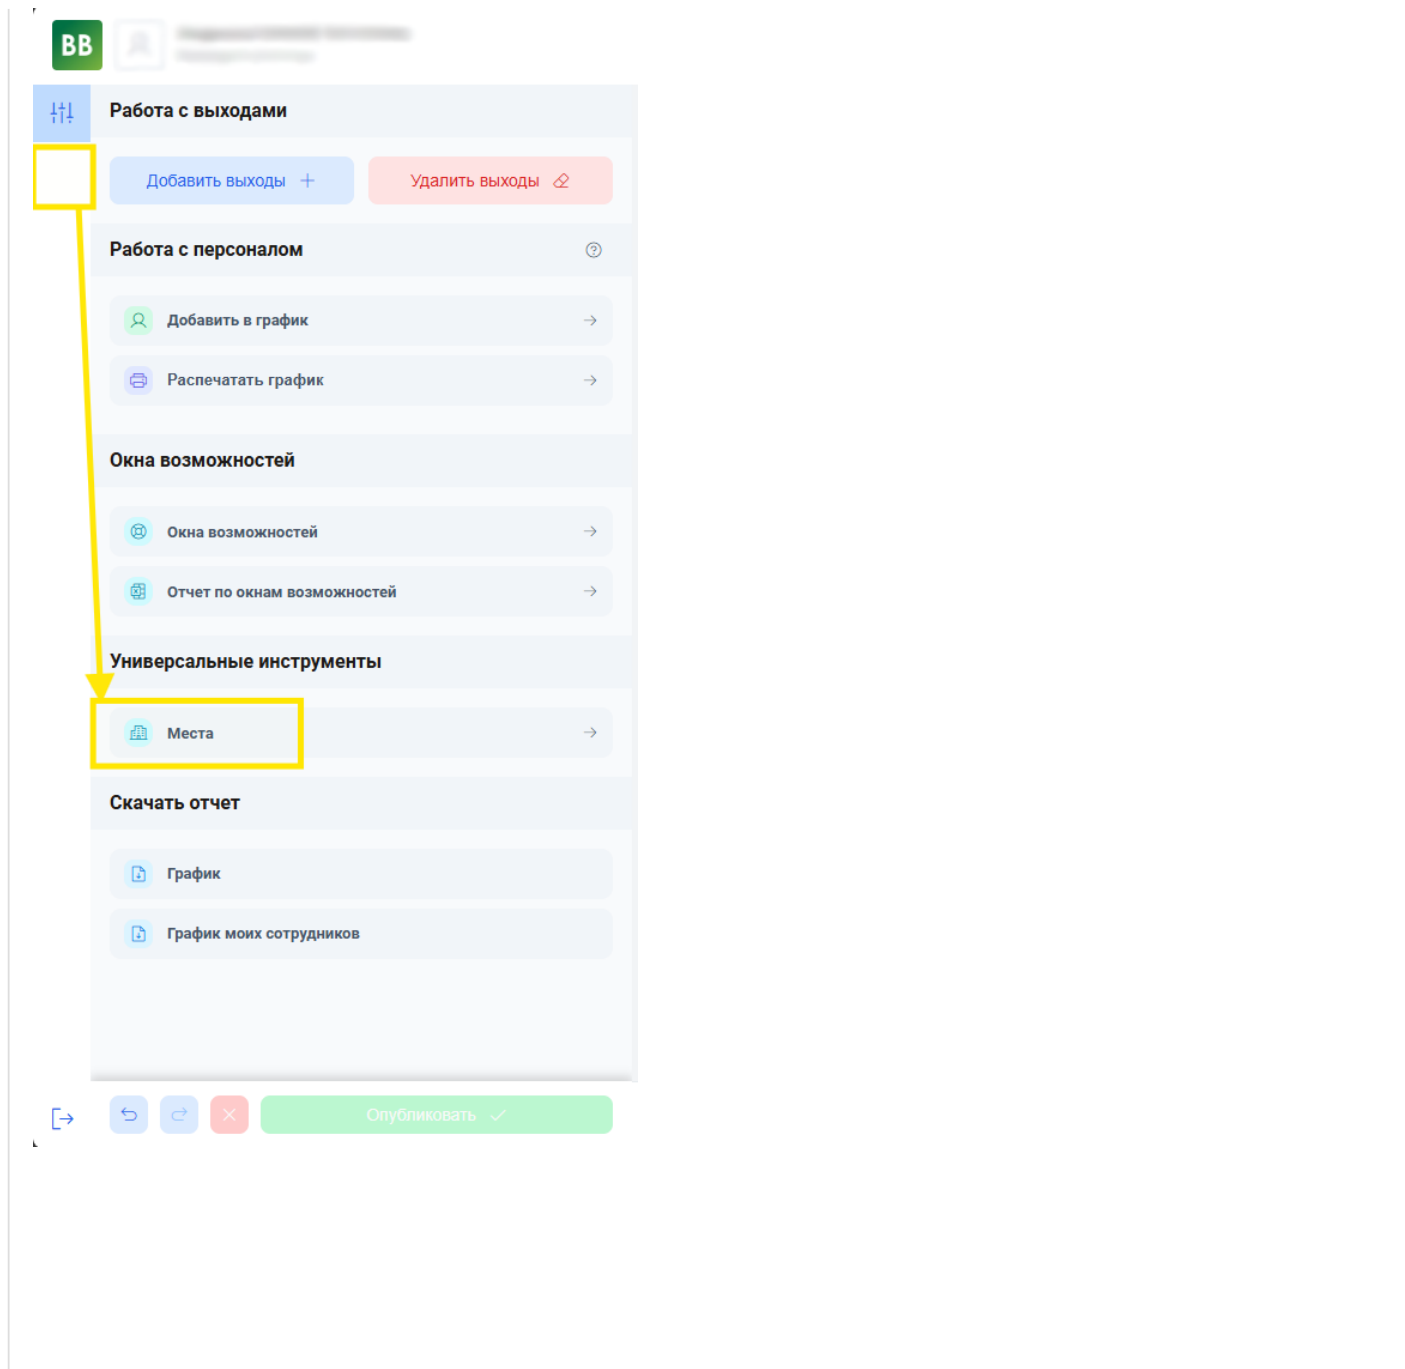 ВВ
Работа с выходами
Добавить выходы
Удалить выходы
Работа с персоналом
Добавить в график
Распечатать график
Окна возможностей
Окна возможностей
Отчет по окнам возможностей
Универсальные инструменты
Места
Скачать отчет
График
График моих сотрудников
Опубликовать